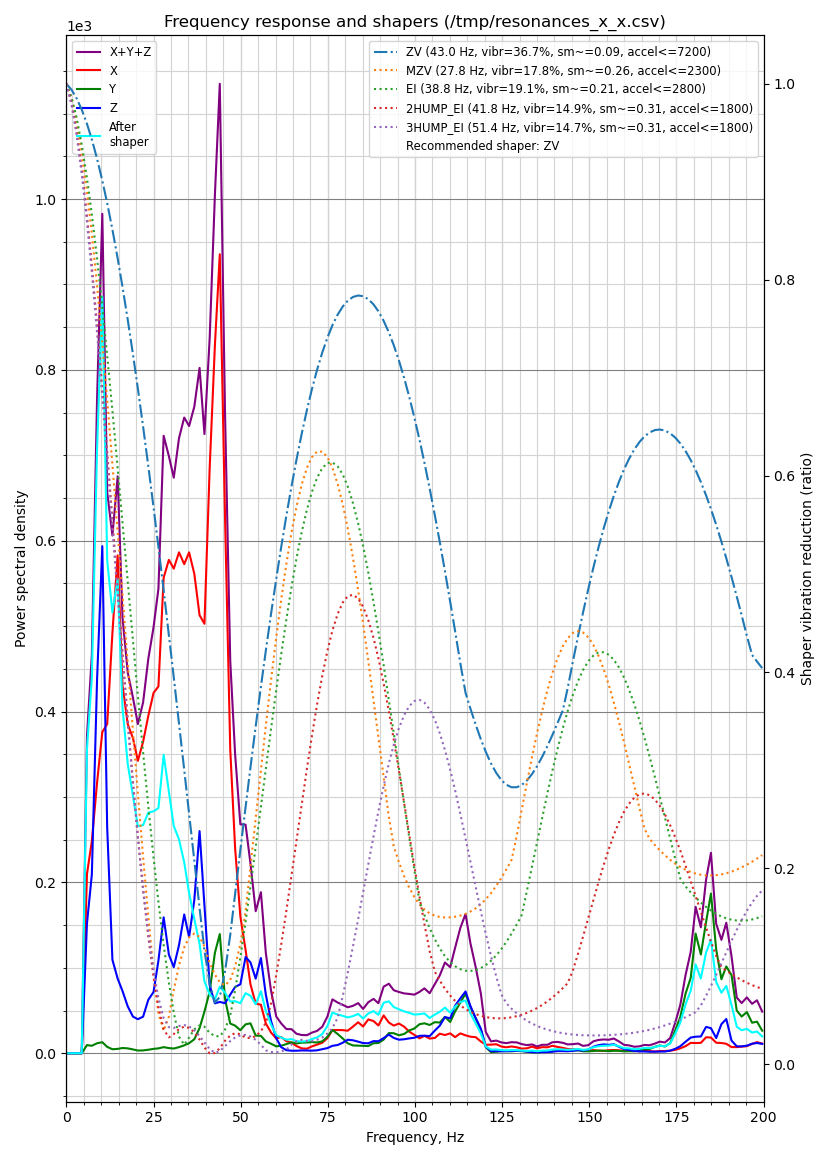 Frequency response and shapers (/tmp/resonances_x_x.csv)
1e3
X+Y+Z
X
Y
Z
After
shaper
ZV (43.0 Hz, vibr=36.7%, sm~=0.09, accel<=7200)
MZV (27.8 Hz, vibr=17.8%, sm~=0.26, accel<=2300)
EI (38.8 Hz, vibr=19.1%, sm~=0.21, accel<=2800)
2HUMP_EI (41.8 Hz, vibr=14.9%, sm~=0.31, accel<=1800)
3HUMP_EI (51.4 Hz, vibr=14.7%, sm~=0.31, accel<=1800)
Recommended shaper: ZV
Power spectral density
1.0
0.8
0.6
0.4
0.2
0.0
1.0
0.8
0.6
0.4
0.2
0.0
Shaper vibration reduction (ratio)
0 25 50 75 100 125 150 175 200
Frequency, Hz